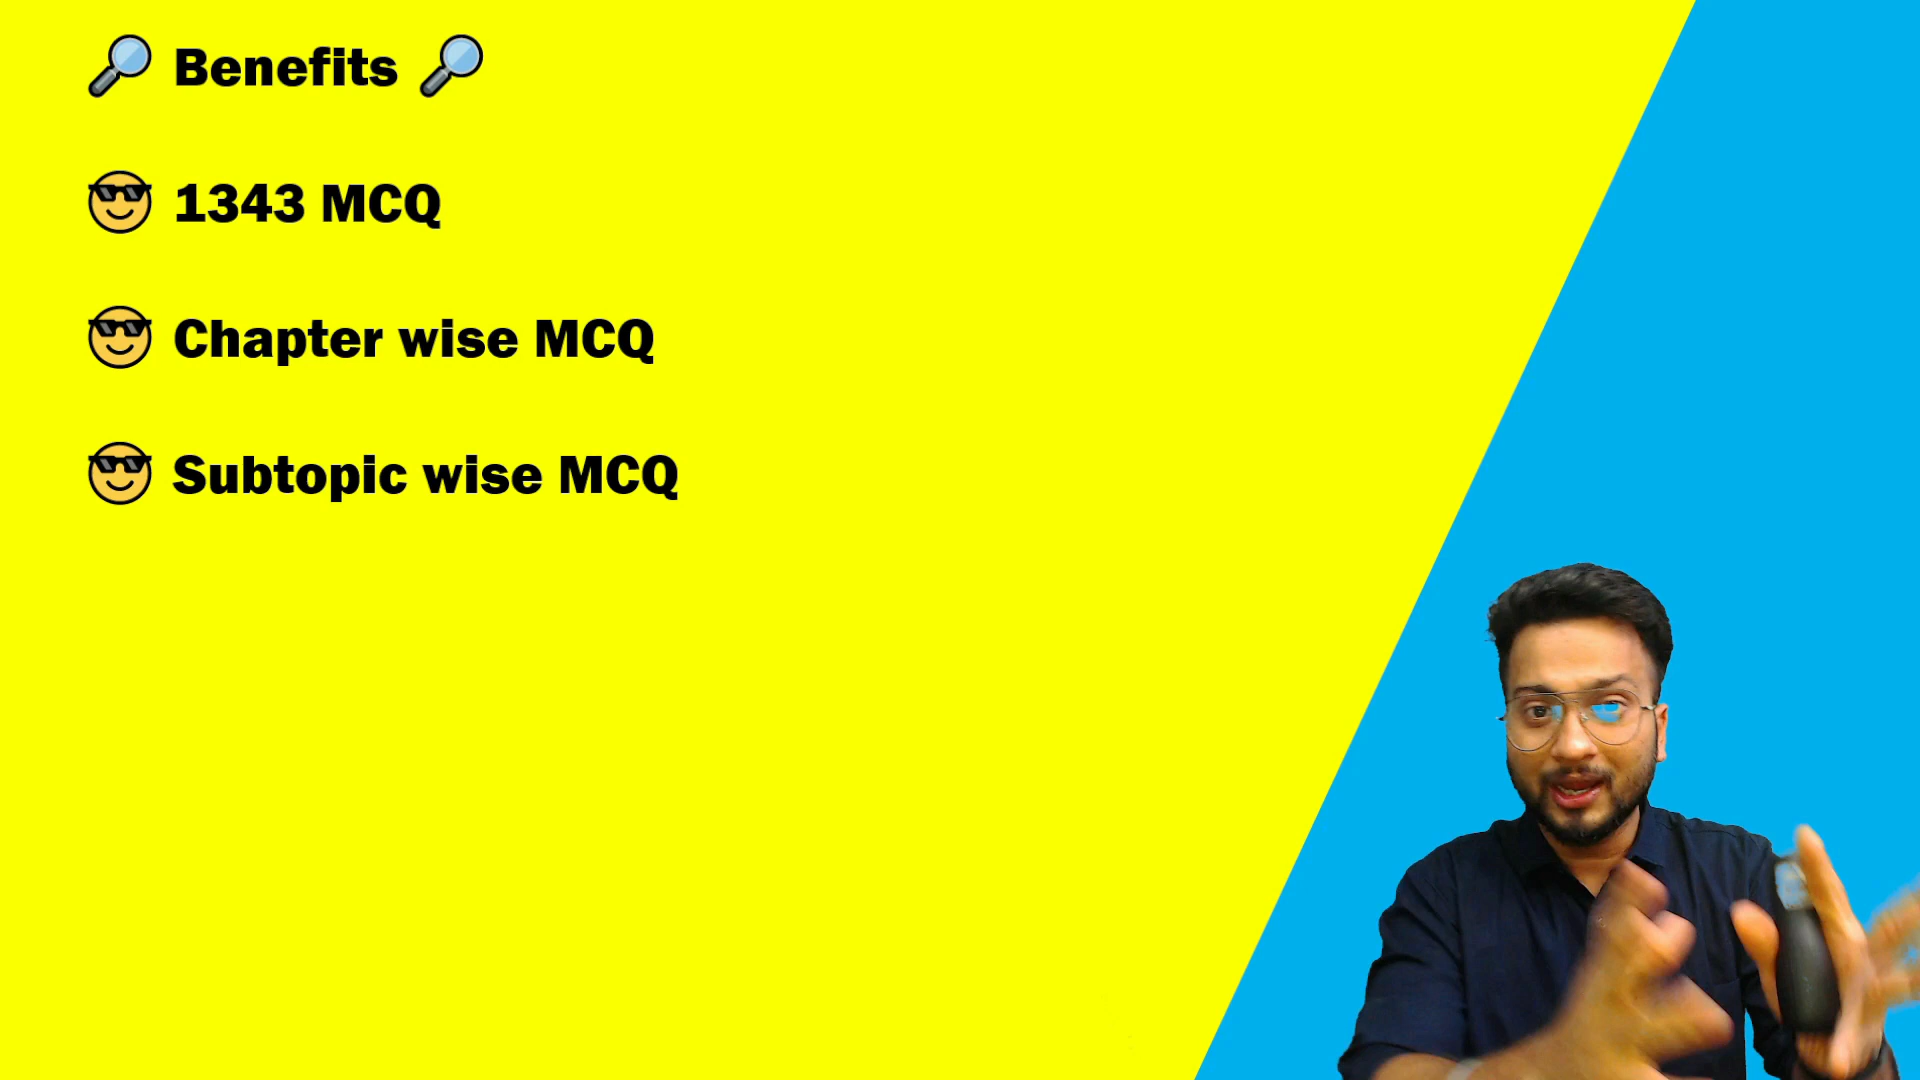 🔎 Benefits 🔎
😎 1343 MCQ
😎 Chapter wise MCQ
😎 Subtopic wise MCQ